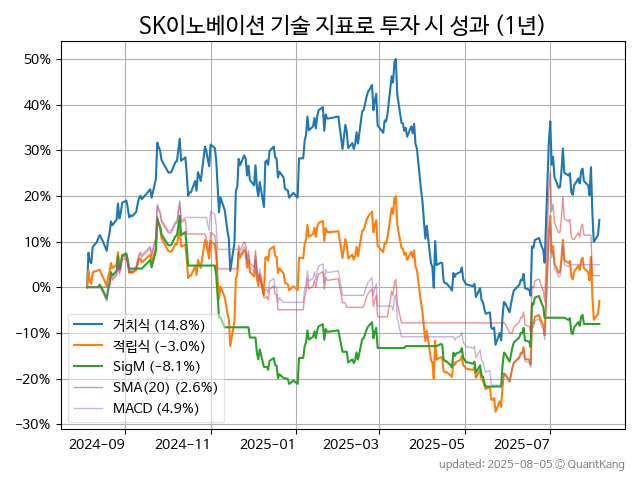 SK이노베이션 기술 지표로 투자 시 성과 (1년)
50%
40%
30%
20%
10%
0%
−10%
−20%
−30%
거치식 (14.8%)
적립식 (−3.0%)
SigM (−8.1%)
SMA(20) (2.6%)
MACD (4.9%)
2024-09
2024-11
2025-01
2025-03
2025-05
2025-07
updated: 2025-08-05 ⓒ QuantKang